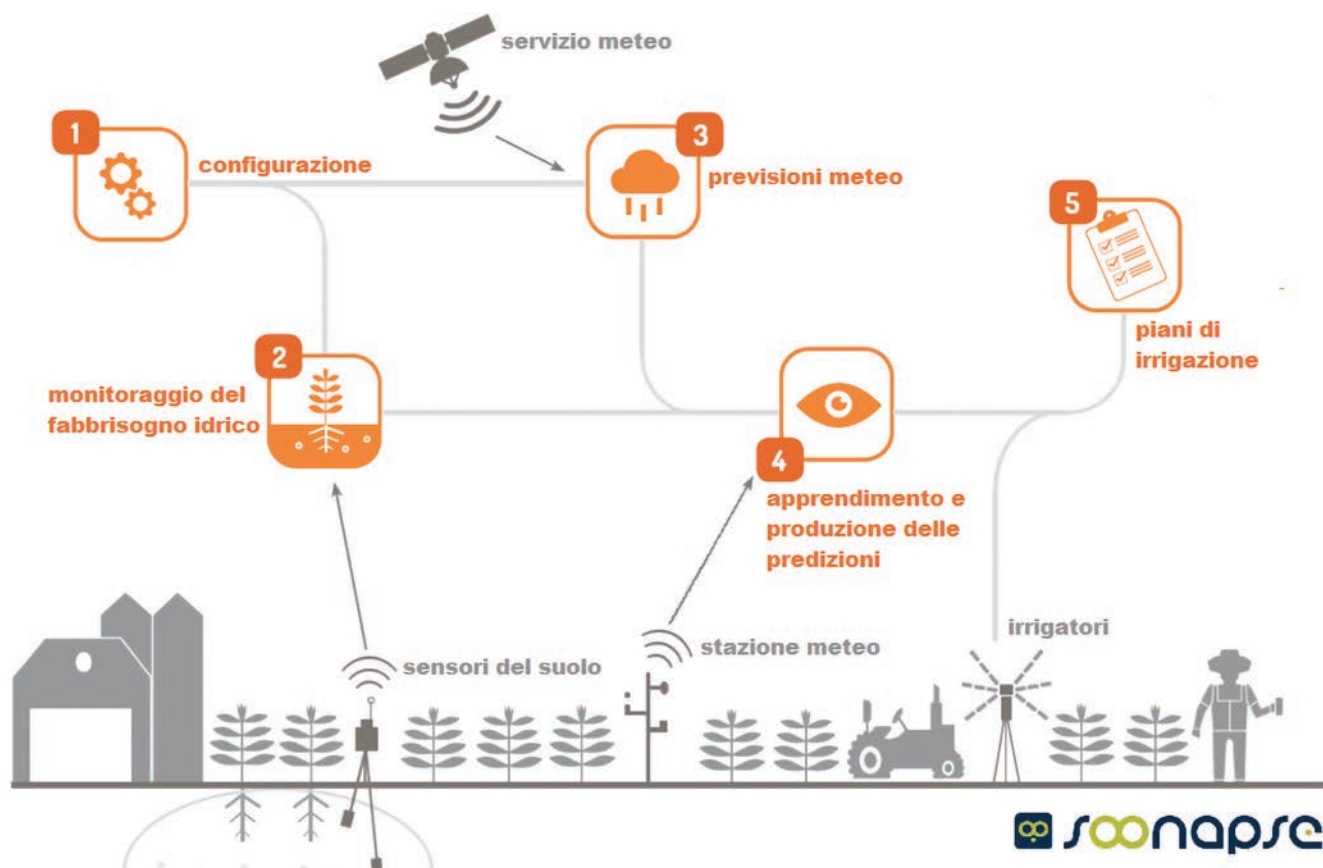 servizio meteo
1
configurazione
3
previsioni meteo
5
piani di
irrigazione
2
monitoraggio del
fabbrisogno idrico
4
apprendimento e
produzione delle
predizioni
irrigatori
stazione meteo
sensori del suolo
soonapse